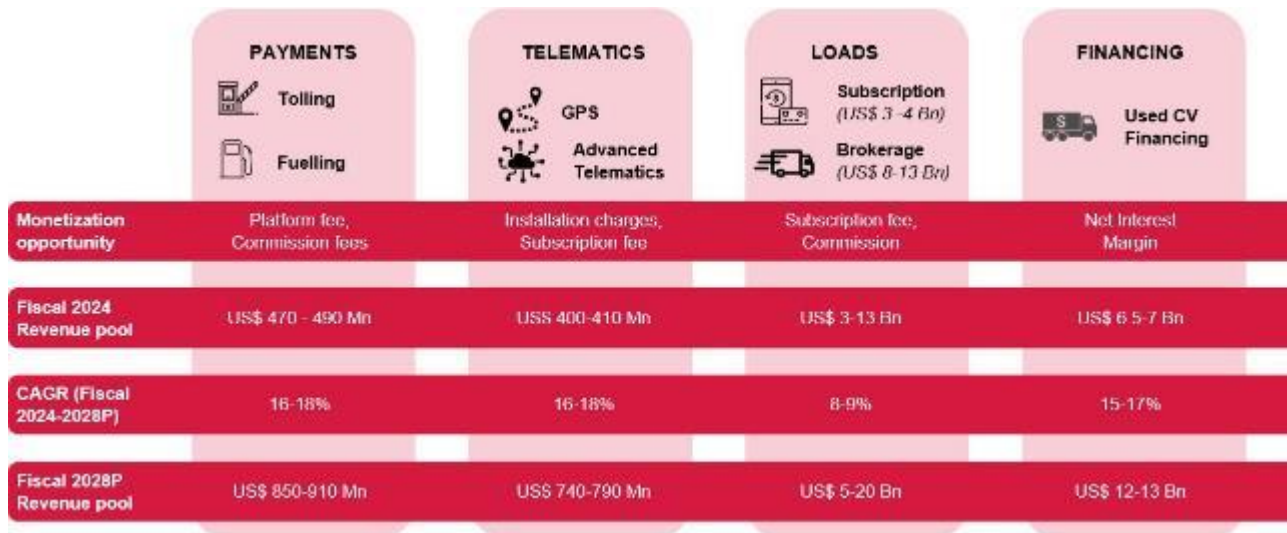 PAYMENTS
Tolling
Fuelling
TELEMATICS
GPS
Advanced
Telematics
LOADS
Subscription
(US$ 3 -4 Bn)
Brokerage
(US$ 8-13 Bn)
FINANCING
Used CV
Financing
Monetization
opportunity
Platform fee,
Commission fees
Installation charges,
Subscription fee
Subscription fee,
Commission
Net Interest
Margin
Fiscal 2024
Revenue pool
US$ 470 - 490 Mn
US$ 400-410 Mn
US$ 3-13 Bn
US$ 6.5-7 Bn
CAGR (Fiscal
2024-2028P)
16-18%
16-18%
8-9%
15-17%
Fiscal 2028P
Revenue pool
US$ 850-910 Mn
US$ 740-790 Mn
US$ 5-20 Bn
US$ 12-13 Bn